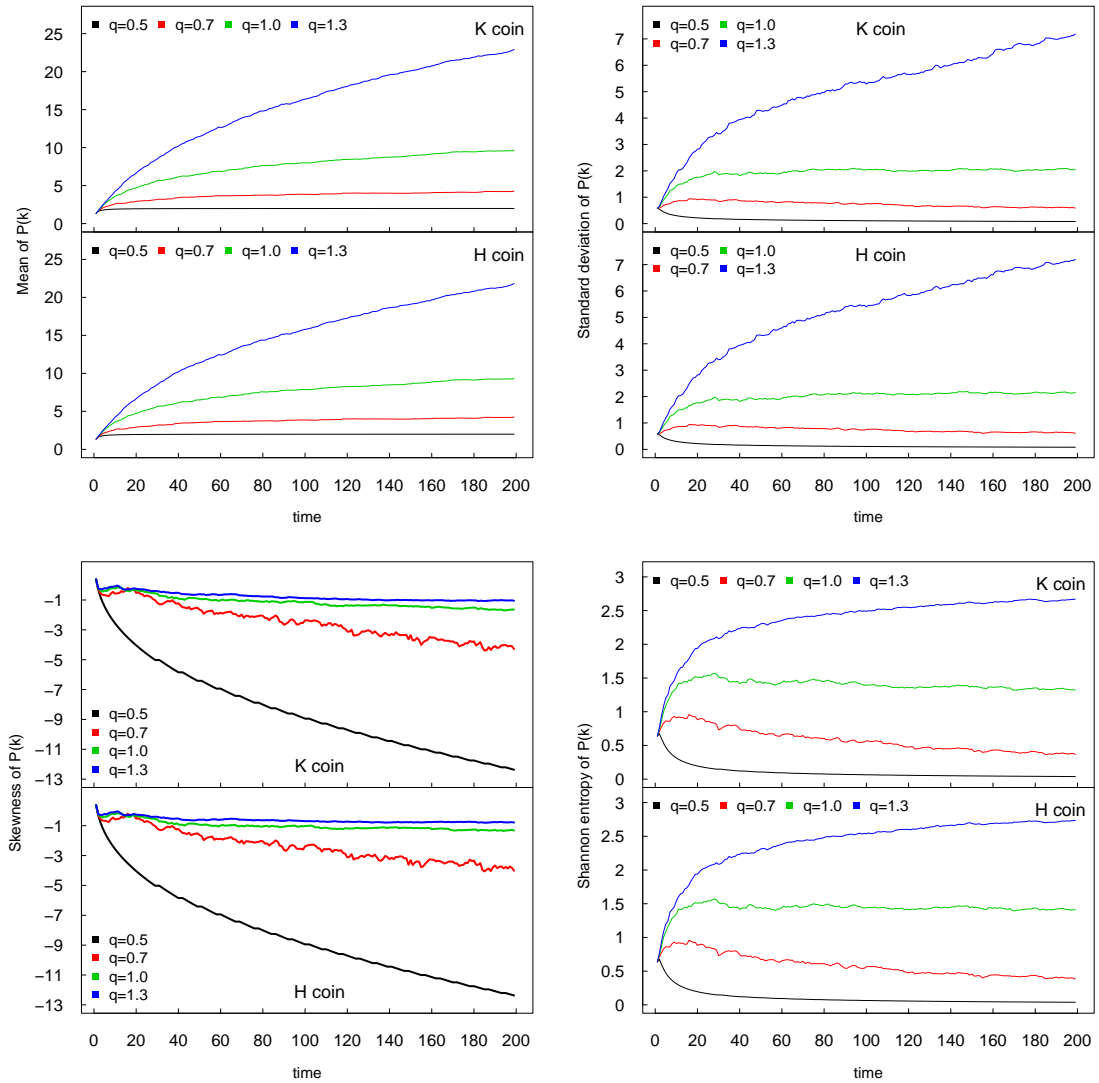 q=0.5 q=0.7 q=1.0 q=1.3
K coin
25
20
15
10
5
0
q=0.5 q=0.7 q=1.0 q=1.3
H coin
25
20
15
10
5
0
Mean of P(k)
0 20 40 60 80 100 120 140 160 180 200
time
q=0.5 q=1.0
q=0.7 q=1.3
K coin
7
6
5
4
3
2
1
0
q=0.5 q=1.0
q=0.7 q=1.3
H coin
7
6
5
4
3
2
1
0
Standard deviation of P(k)
0 20 40 60 80 100 120 140 160 180 200
time
−1
−3
−5
−7
−9
−11
−13
q=0.5
q=0.7
q=1.0
q=1.3
K coin
−1
−3
−5
−7
−9
−11
−13
q=0.5
q=0.7
q=1.0
q=1.3
H coin
Skewness of P(k)
0 20 40 60 80 100 120 140 160 180 200
time
q=0.5 q=0.7 q=1.0 q=1.3
K coin
3
2.5
2
1.5
1
0.5
0
q=0.5 q=0.7 q=1.0 q=1.3
H coin
3
2.5
2
1.5
1
0.5
0
Shannon entropy of P(k)
0 20 40 60 80 100 120 140 160 180 200
time